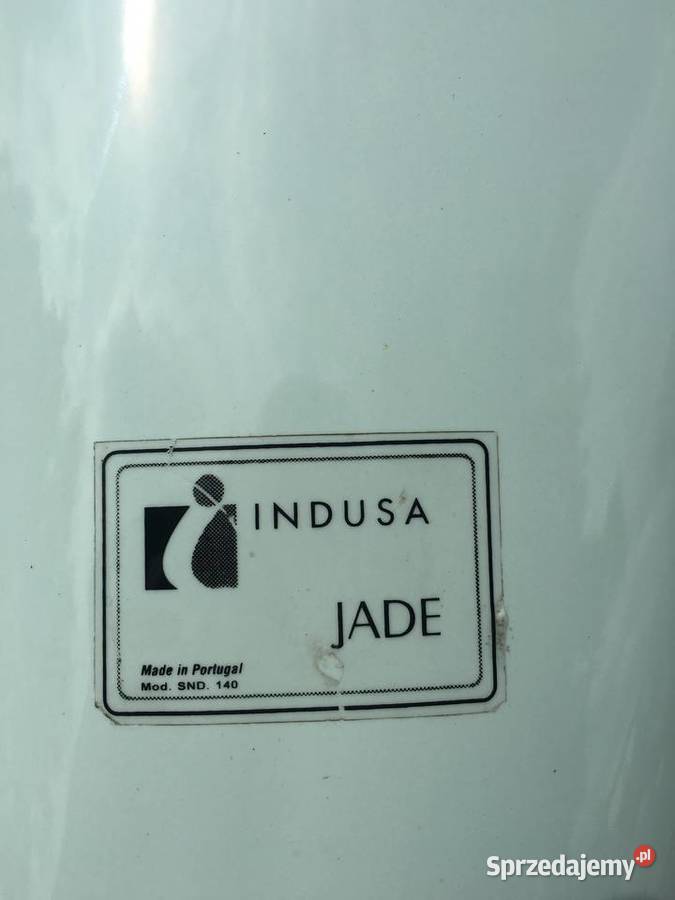 INDUSA
JADE
Made in Portugal
Mod. SND. 140
Sprzedajemy.pl